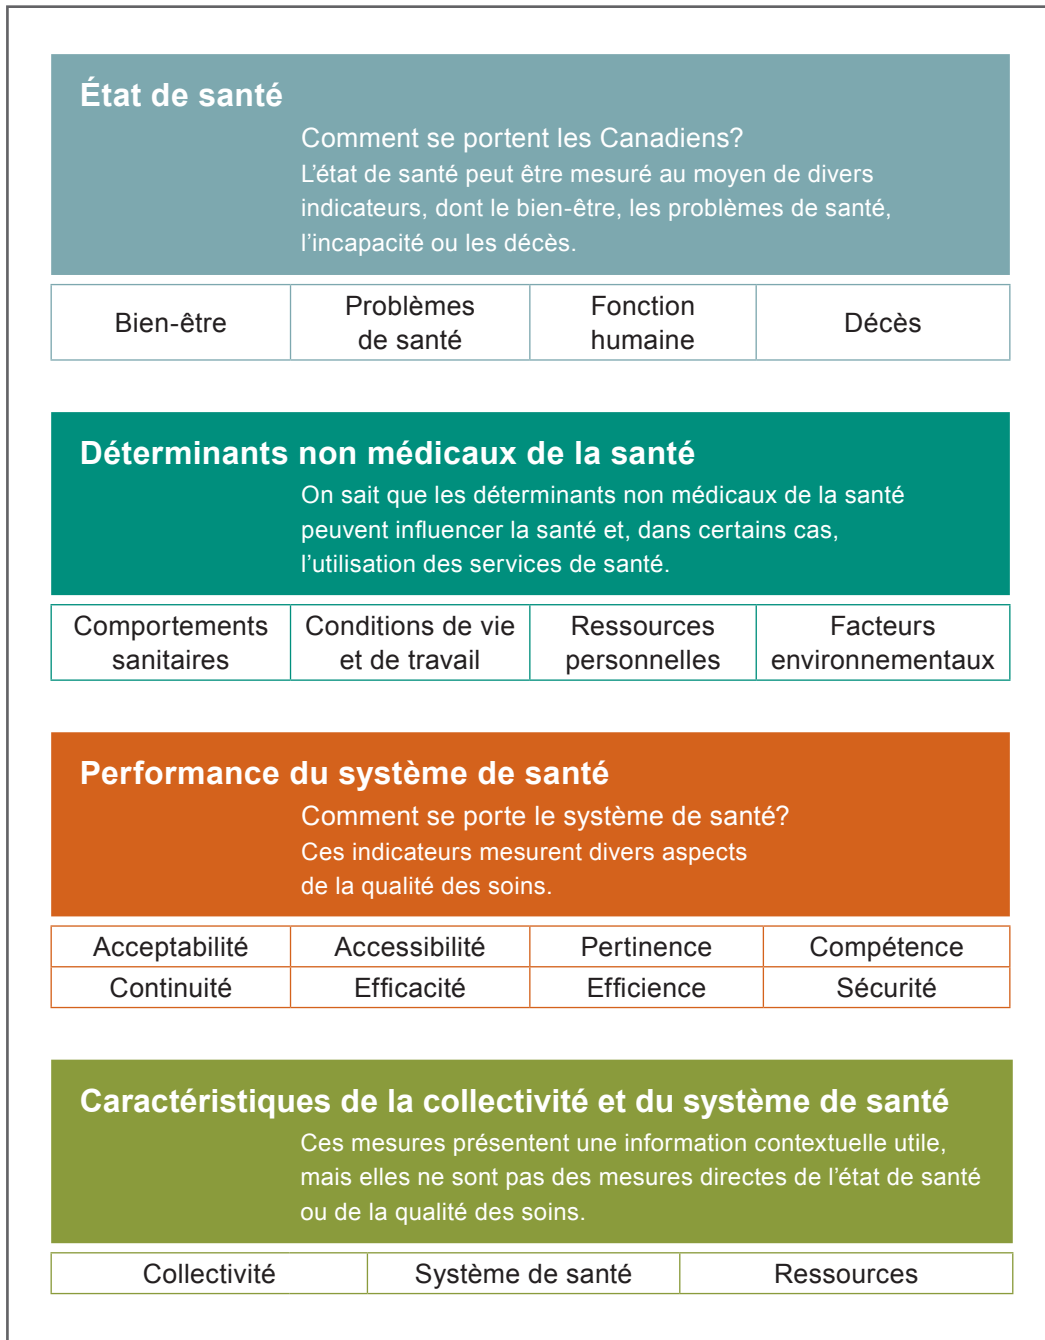 État de santé
Comment se portent les Canadiens?
L'état de santé peut être mesuré au moyen de divers
indicateurs, dont le bien-être, les problèmes de santé,
l'incapacité ou les décès.
Bien-être
Problèmes
de santé
Fonction
humaine
Décès
Déterminants non médicaux de la santé
On sait que les déterminants non médicaux de la santé
peuvent influencer la santé et, dans certains cas,
l'utilisation des services de santé.
Comportements
sanitaires
Conditions de vie
et de travail
Ressources
personnelles
Facteurs
environnementaux
Performance du système de santé
Comment se porte le système de santé?
Ces indicateurs mesurent divers aspects
de la qualité des soins.
Acceptabilité
Accessibilité
Pertinence
Compétence
Continuité
Efficacité
Efficience
Sécurité
Caractéristiques de la collectivité et du système de santé
Ces mesures présentent une information contextuelle utile,
mais elles ne sont pas des mesures directes de l'état de santé
ou de la qualité des soins.
Collectivité
Système de santé
Ressources